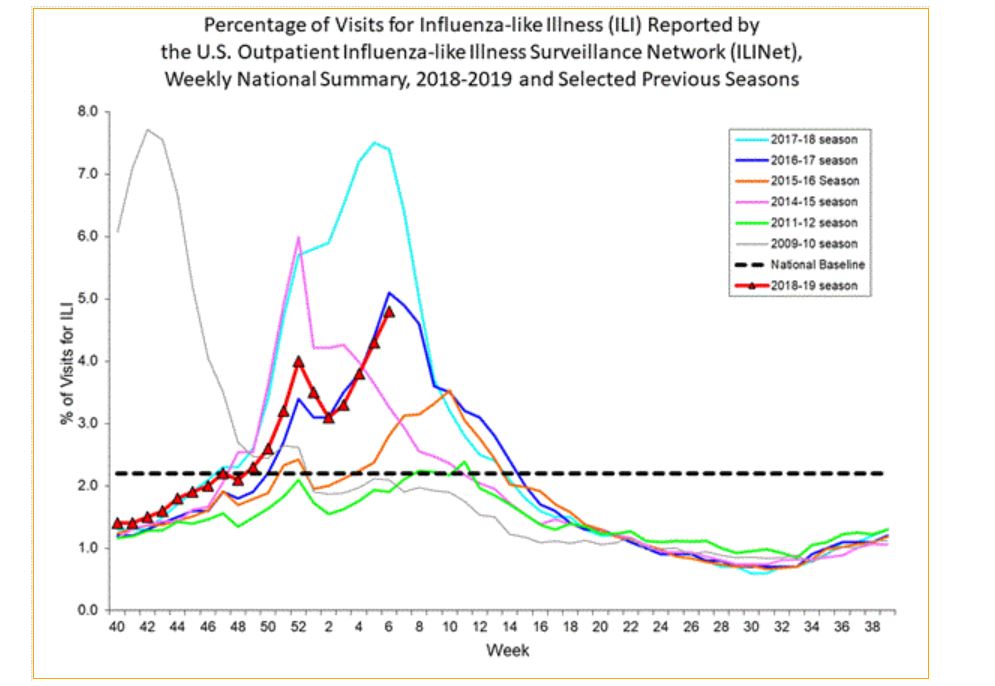 Percentage of Visits for Influenza-like Illness (ILI) Reported by
the U.S. Outpatient Influenza-like Illness Surveillance Network (ILINet),
Weekly National Summary, 2018-2019 and Selected Previous Seasons
8.0
7.0
6.0
5.0
4.0
3.0
2.0
1.0
0.0
% of Visits for ILI
2017-18 season
2016-17 season
2015-16 Season
2014-15 season
2011-12 season
2009-10 season
National Baseline
2018-19 season
40 42 44 46 48 50 52 2 4 6 8 10 12 14 16 18 20 22 24 26 28 30 32 34 36 38
Week